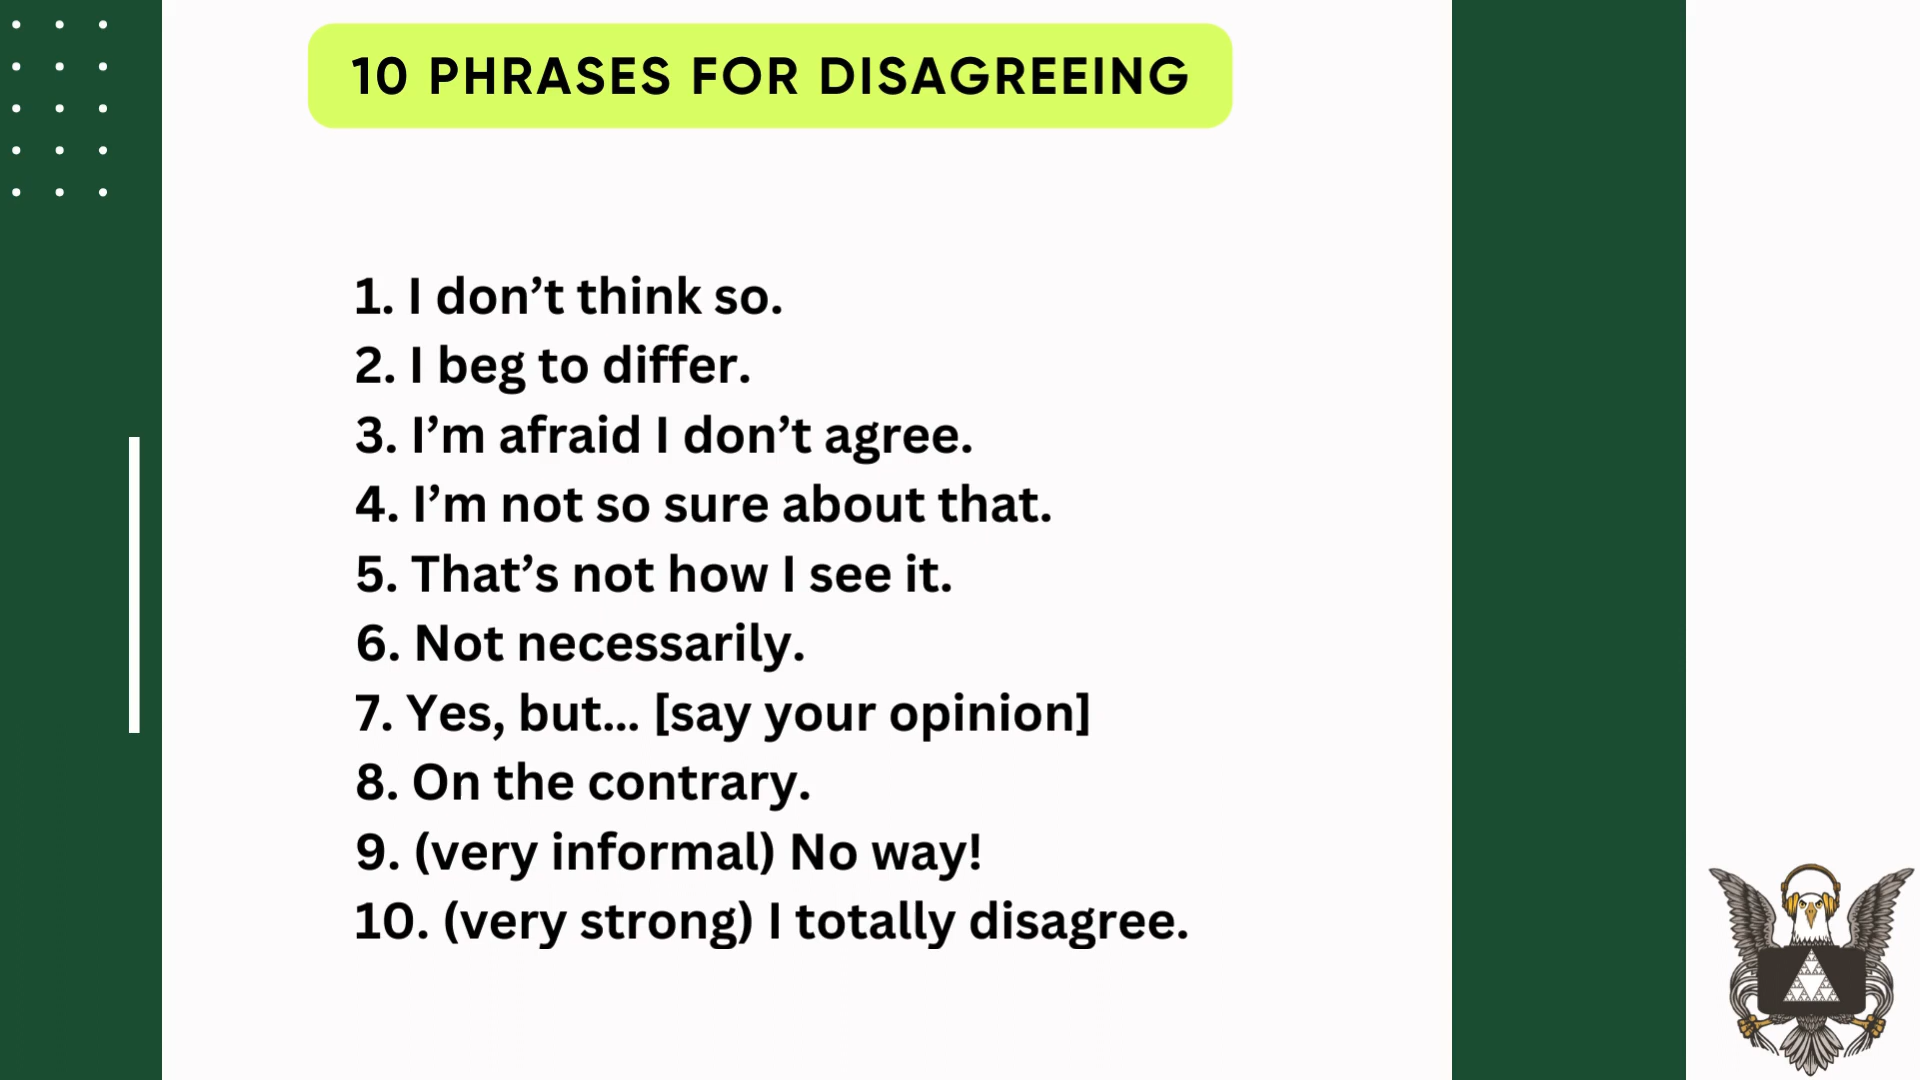 10 PHRASES FOR DISAGREEING
1. I don’t think so.
2. I beg to differ.
3. I’m afraid I don’t agree.
4. I’m not so sure about that.
5. That’s not how I see it.
6. Not necessarily.
7. Yes, but... [say your opinion]
8. On the contrary.
9. (very informal) No way!
10. (very strong) I totally disagree.